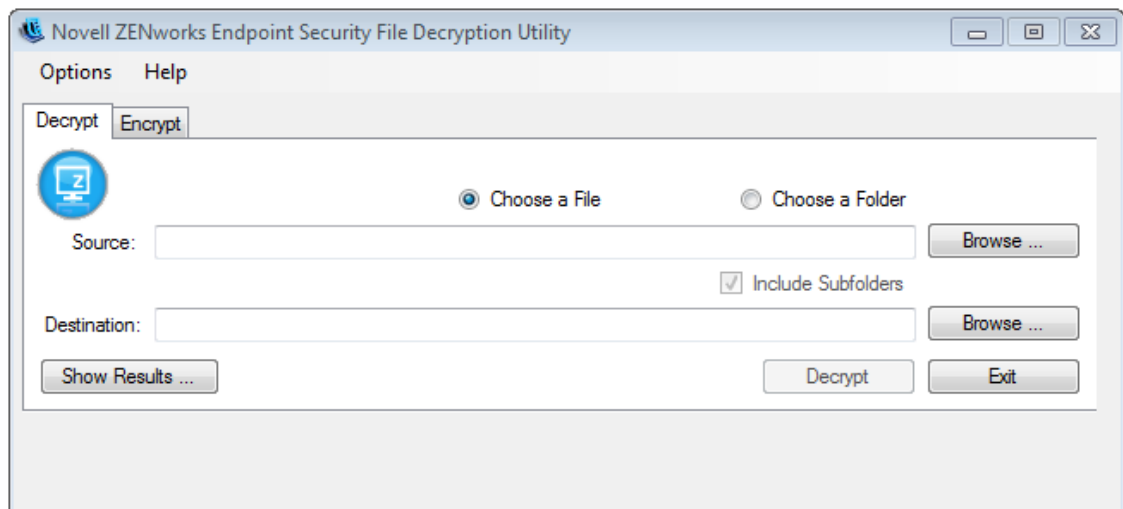 Novell ZENworks Endpoint Security File Decryption Utility
Options Help
Decrypt Encrypt
Z
Choose a File Choose a Folder
Source: Browse ...
Include Subfolders
Destination: Browse ...
Show Results ... Decrypt Exit